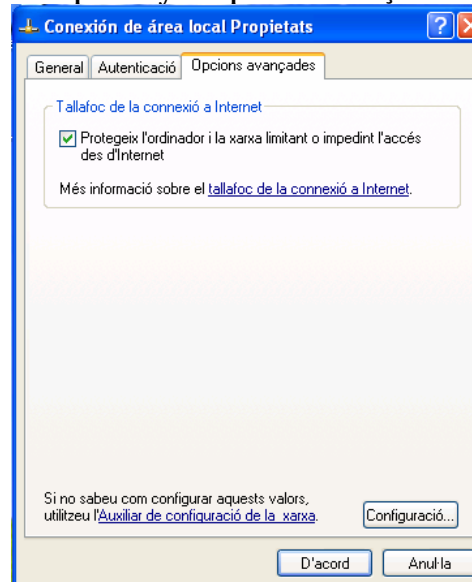 Conexión de área local Propietats
General Autenticació Opcions avançades
Tallafoc de la connexió a Internet
Protegeix l'ordinador i la xarxa limitant o impedint l'accés
des d'Internet
Més informació sobre el tallafoc de la connexió a Internet.
Si no sabeu com configurar aquests valors,
utilitzeu l'Auxiliar de configuració de la xarxa.
Configuració...
D'acord Anul·la